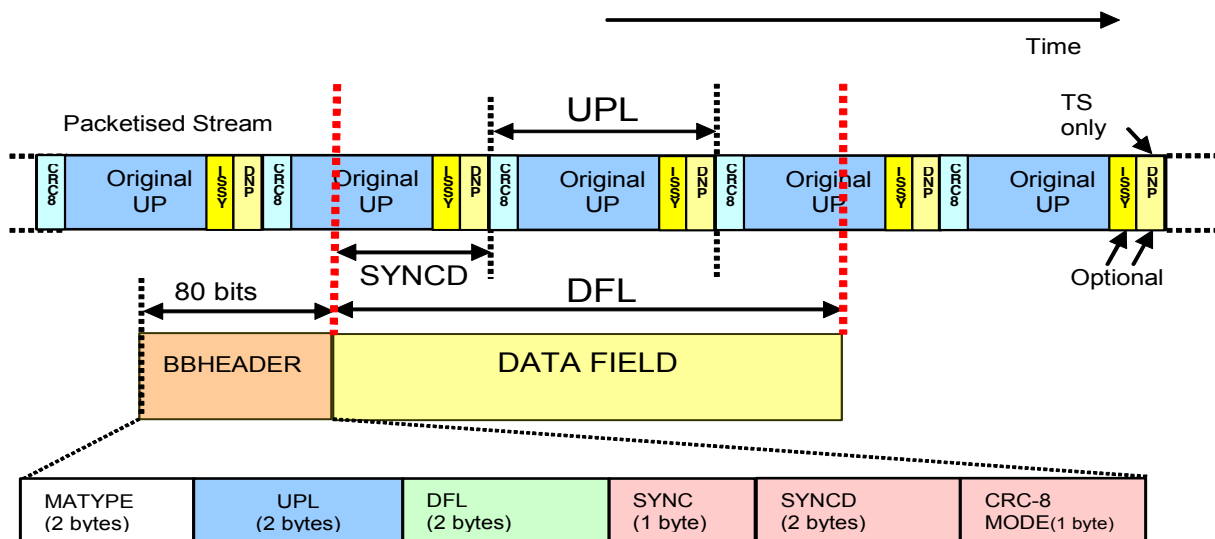 Time
UPL
TS
only
Packetised Stream
CRC8 Original UP ISSY DNP CRC8 Original UP ISSY DNP CRC8 Original UP ISSY DNP CRC8 Original UP ISSY DNP CRC8 Original UP ISSY DNP
SYNCD
Optional
80 bits
DFL
BBHEADER
DATA FIELD
MATYPE
(2 bytes)
UPL
(2 bytes)
DFL
(2 bytes)
SYNC
(1 byte)
SYNCD
(2 bytes)
CRC-8
MODE(1 byte)